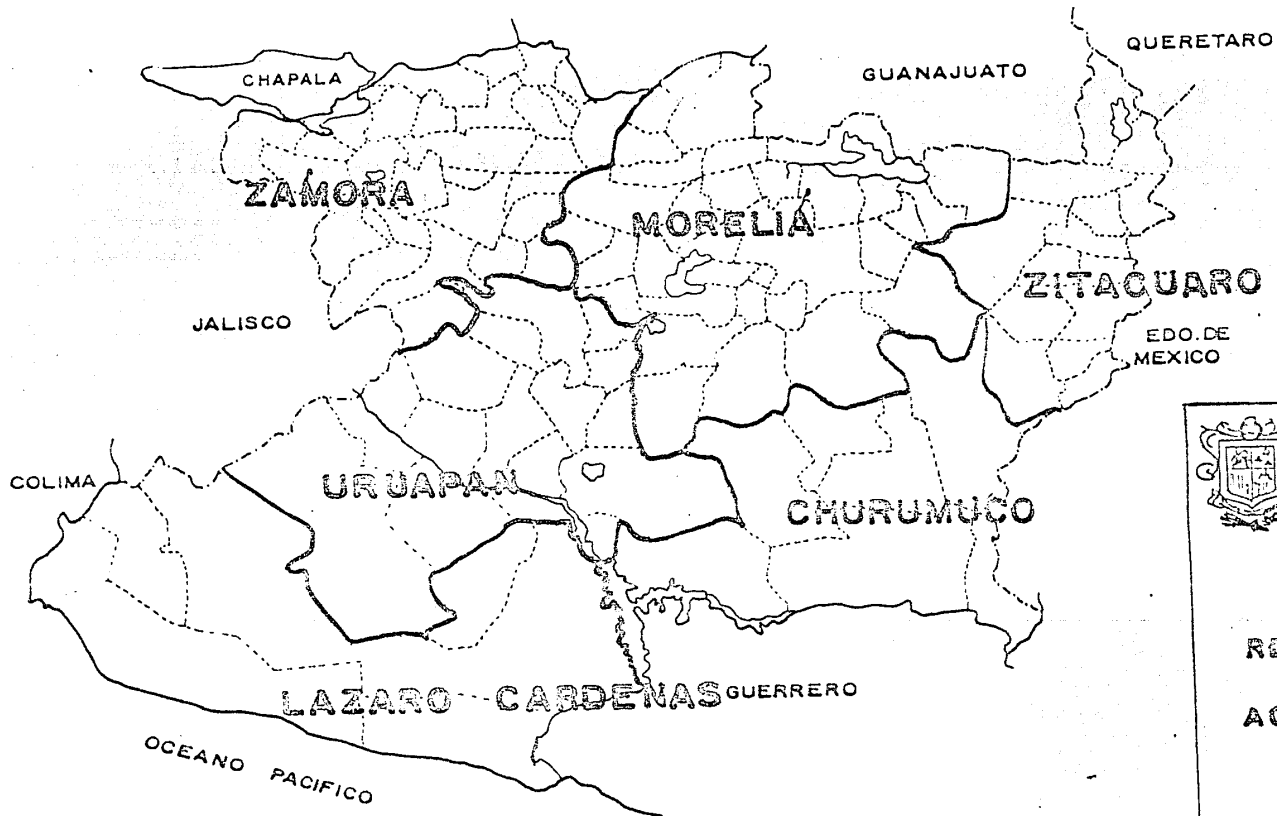 QUERETARO
CHAPALA
GUANAJUATO
ZAMORA
MORELIA
ZITACUARO
JALISCO
EDO. DE
MEXICO
COLIMA
URUAPAN
CHURUMUCO
LAZARO CARDENAS
GUERRERO
OCEANO PACIFICO